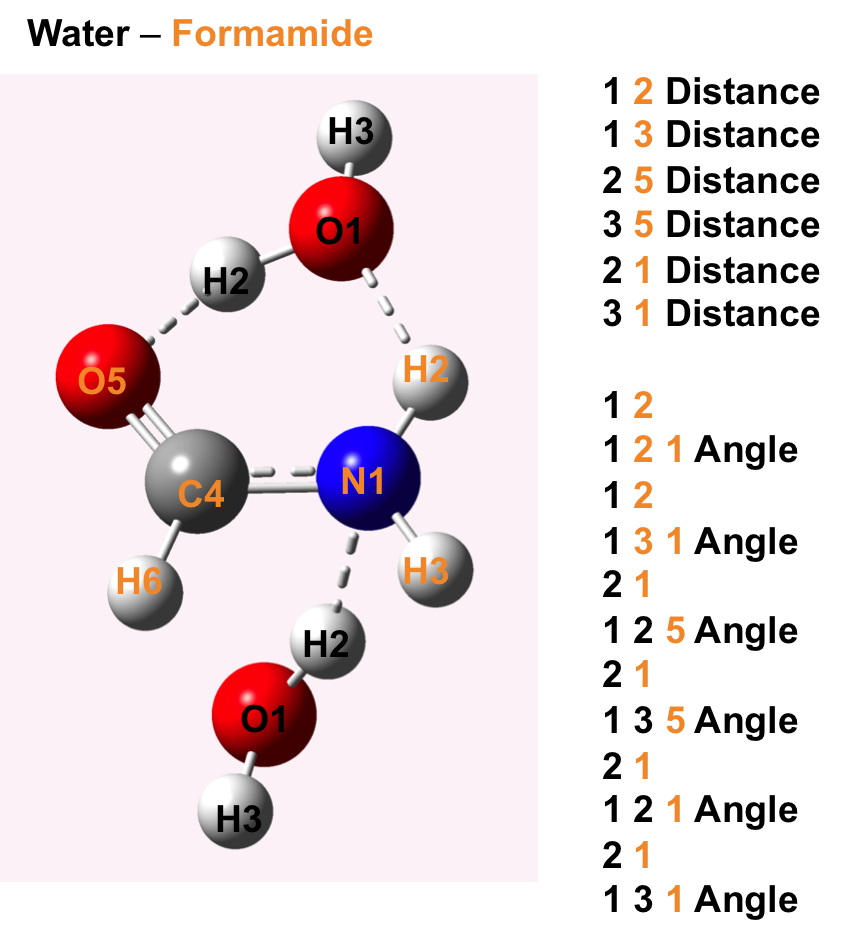 Water – Formamide
H3
O1
H2
H2
O5
C4
N1
H6
H3
H2
O1
H3
1 2 Distance
1 3 Distance
2 5 Distance
3 5 Distance
2 1 Distance
3 1 Distance
1 2
1 2 1 Angle
1 2
1 3 1 Angle
2 1
1 2 5 Angle
2 1
1 3 5 Angle
2 1
1 2 1 Angle
2 1
1 3 1 Angle